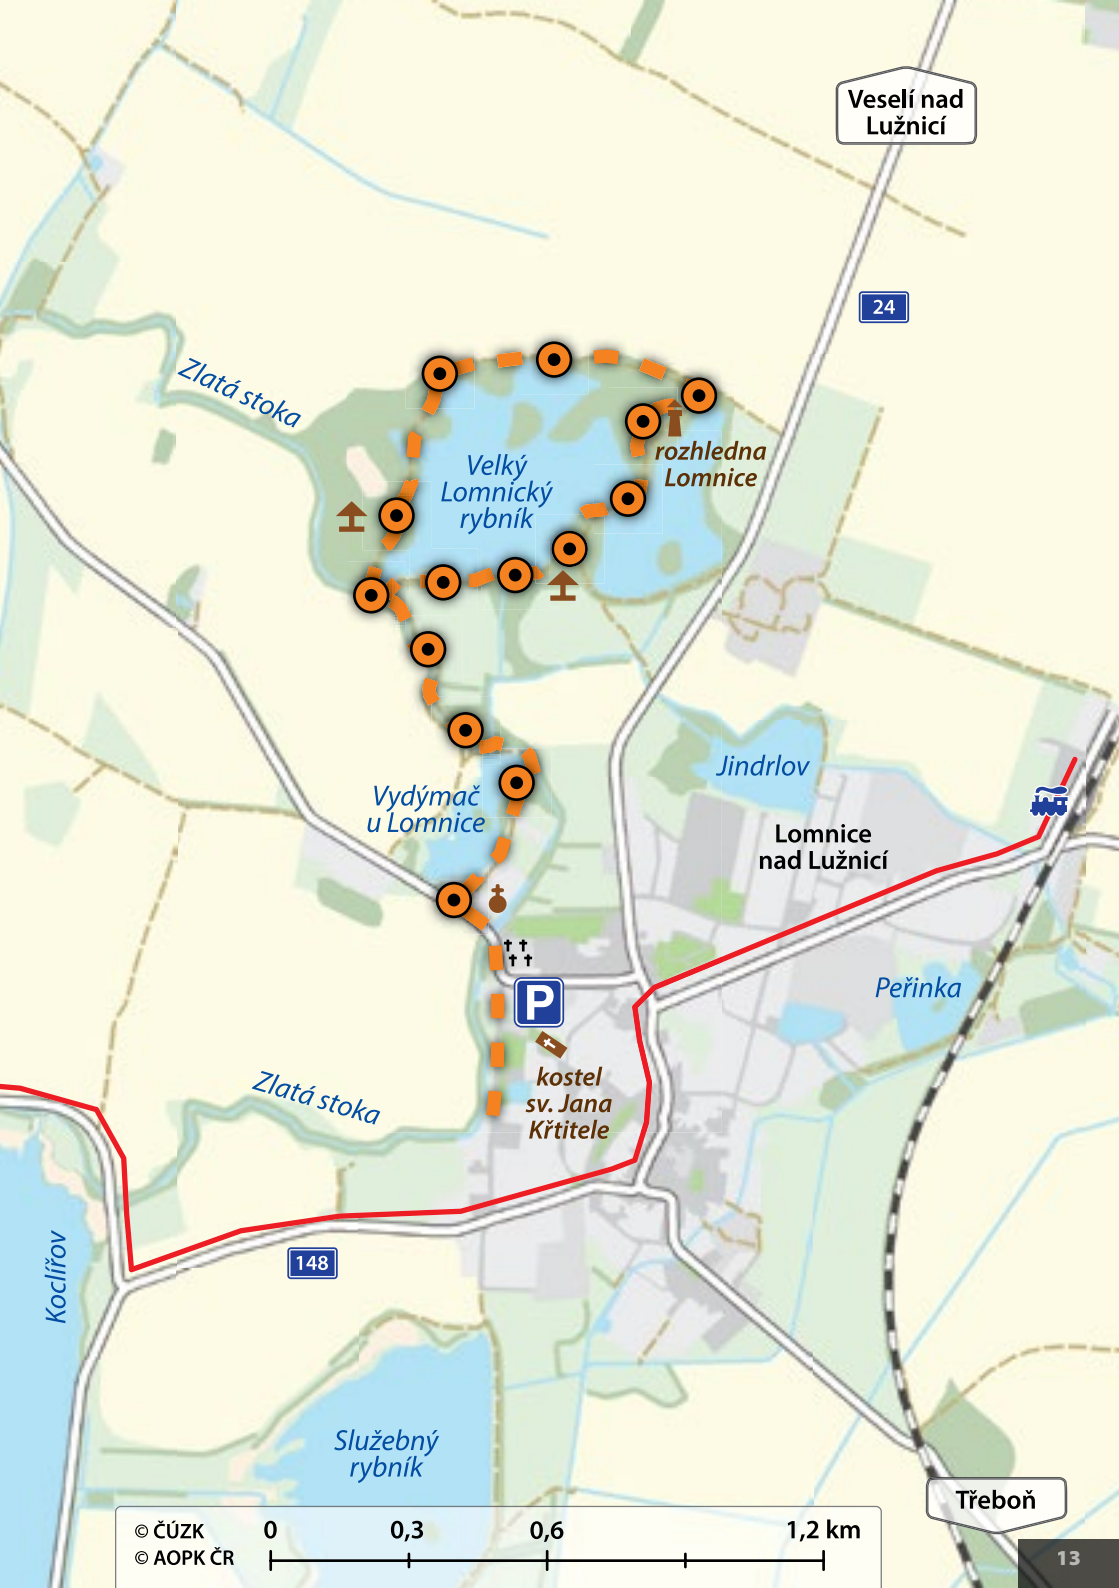 Veselí nad
Lužnicí
24
Zlatá stoka
rozhledna
Lomnice
Velký
Lomnický
rybník
Jindrlov
Vydýmač
u Lomnice
Lomnice
nad Lužnicí
Peřinka
P
kostel
sv. Jana
Křtitele
Zlatá stoka
Koclířov
148
Služebný
rybník
Třeboň
© ČÚZK
© AOPK ČR
0 0,3 0,6 1,2 km
13